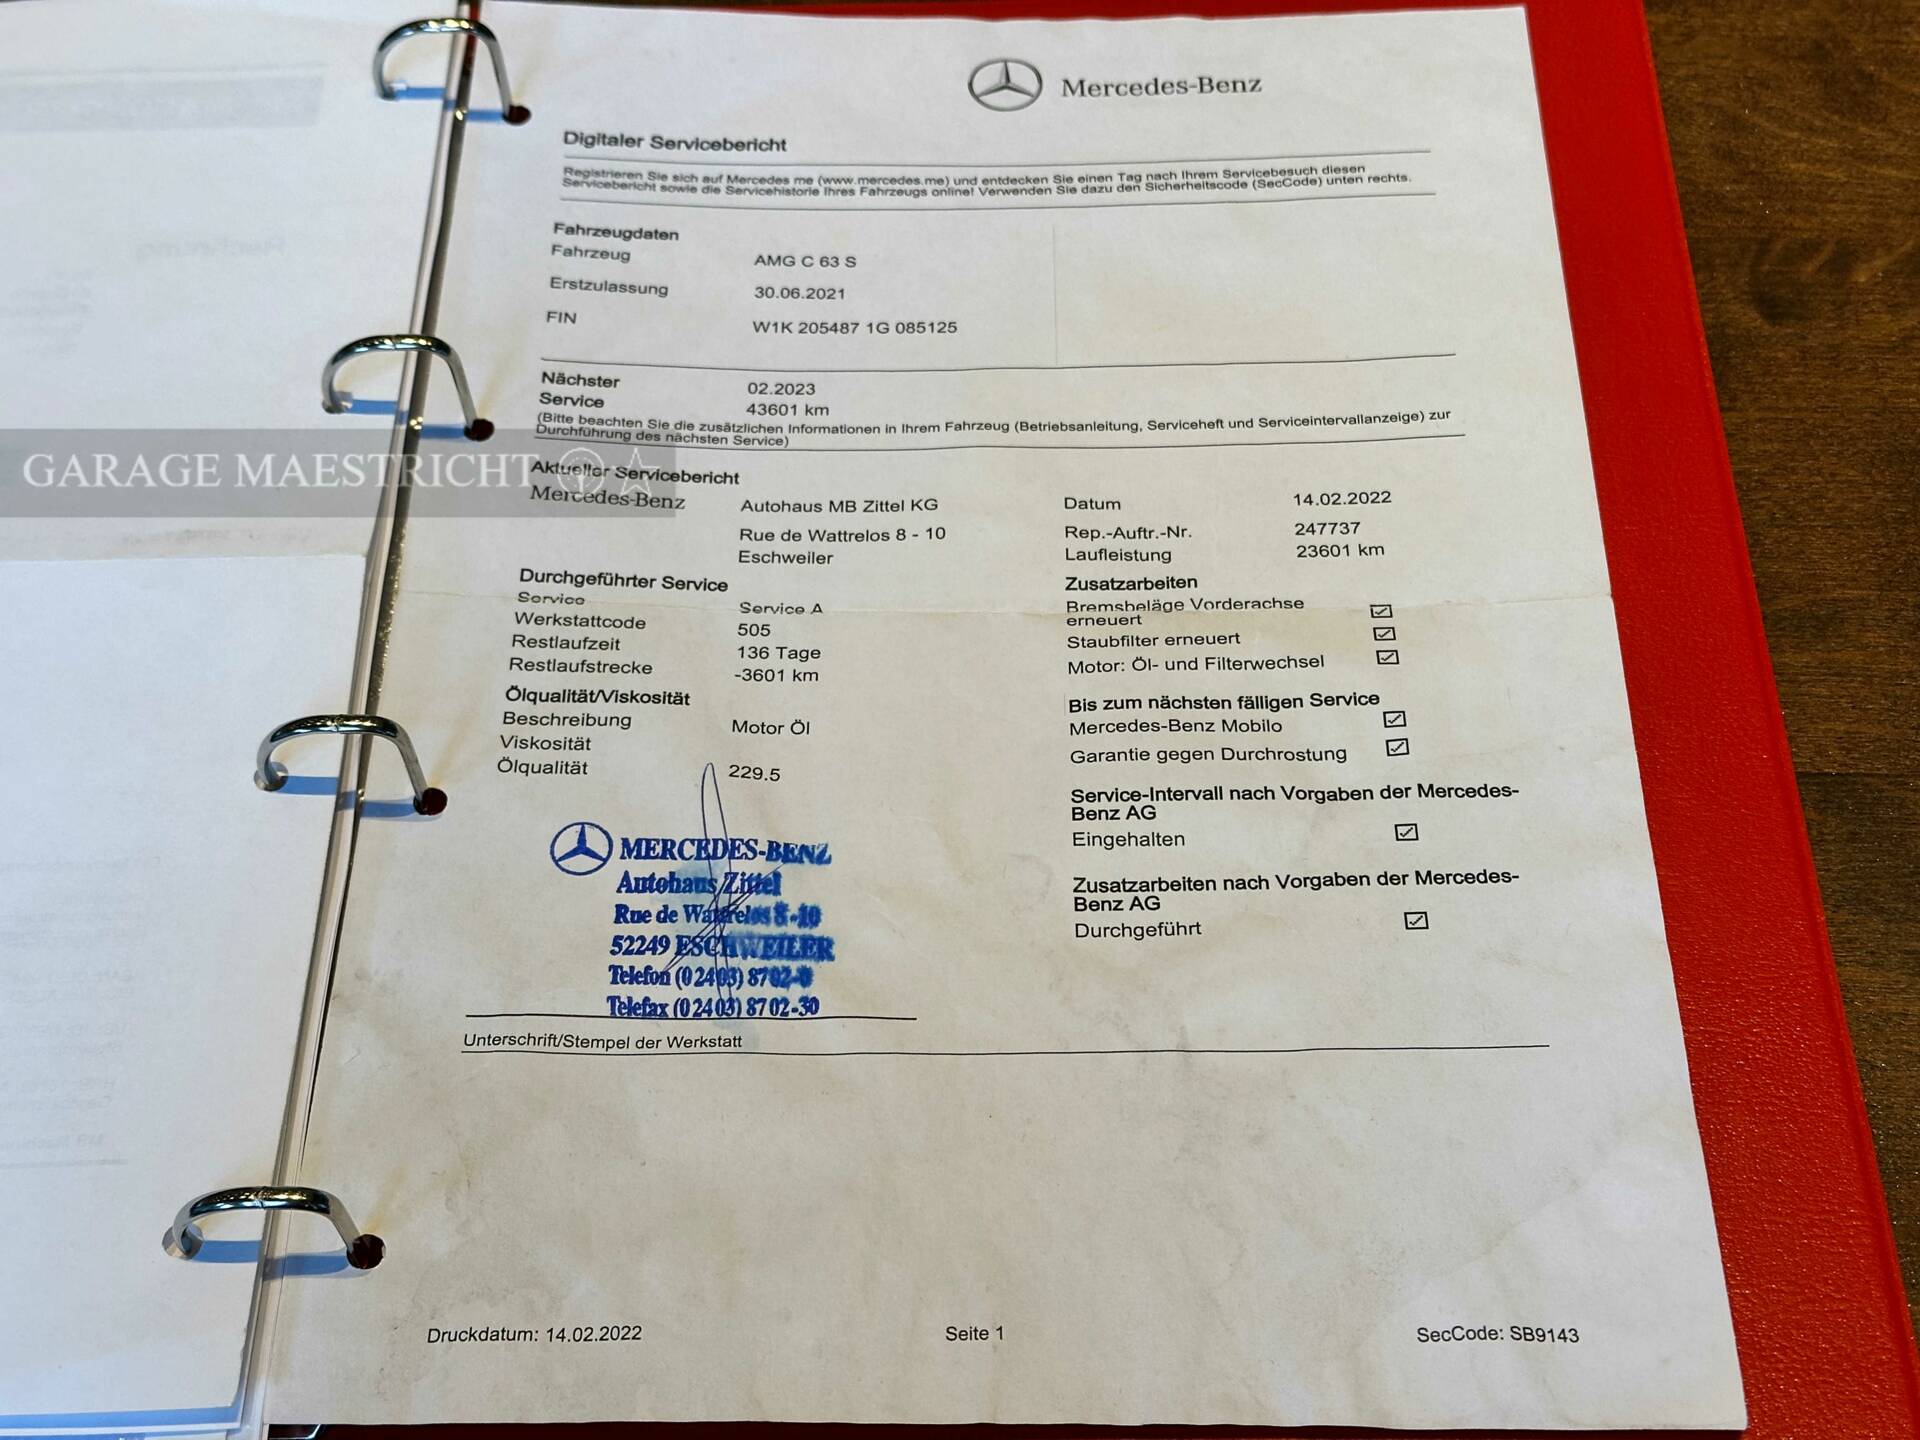 Mercedes-Benz
Digitaler Servicebericht
Registrieren Sie sich auf Mercedes me (www.mercedes.me) und entdecken Sie einen Tag nach Ihrem Servicebesuch diesen
Servicebericht sowie die Servicehistorie Ihres Fahrzeugs online! Verwenden Sie dazu den Sicherheitscode (SecCode) unten rechts.
Fahrzeugdaten
Fahrzeug AMG C 63 S
Erstzulassung 30.06.2021
FIN W1K 205487 1G 085125
Nächster 02.2023
Service 43601 km
(Bitte beachten Sie die zusätzlichen Informationen in Ihrem Fahrzeug (Betriebsanleitung, Serviceheft und Serviceintervallanzeige) zur
Durchführung des nächsten Service)
GARAGE MAESTRICHT
Aktueller Servicebericht
Mercedes-Benz Autohaus MB Zittel KG
Rue de Wattrelos 8 - 10
Eschweiler
Datum 14.02.2022
Rep.-Auftr.-Nr. 247737
Laufleistung 23601 km
Durchgeführter Service
Service Service A
Werkstattcode 505
Restlaufzeit 136 Tage
Restlaufstrecke -3601 km
Ölqualität/Viskosität
Beschreibung Motor Öl
Viskosität
Ölqualität 229.5
Zusatzarbeiten
Bremsbeläge Vorderachse
erneuert
Staubfilter erneuert
Motor: Öl- und Filterwechsel
Bis zum nächsten fälligen Service
Mercedes-Benz Mobilo
Garantie gegen Durchrostung
Service-Intervall nach Vorgaben der Mercedes-
Benz AG
Eingehalten
Zusatzarbeiten nach Vorgaben der Mercedes-
Benz AG
Durchgeführt
MERCEDES-BENZ
Autohaus Zittel
Rue de Wattrelos 8-10
52249 ESCHWEILER
Telefon (02403) 8702-0
Telefax (02403) 8702-30
Unterschrift/Stempel der Werkstatt
Druckdatum: 14.02.2022 Seite 1 SecCode: SB9143